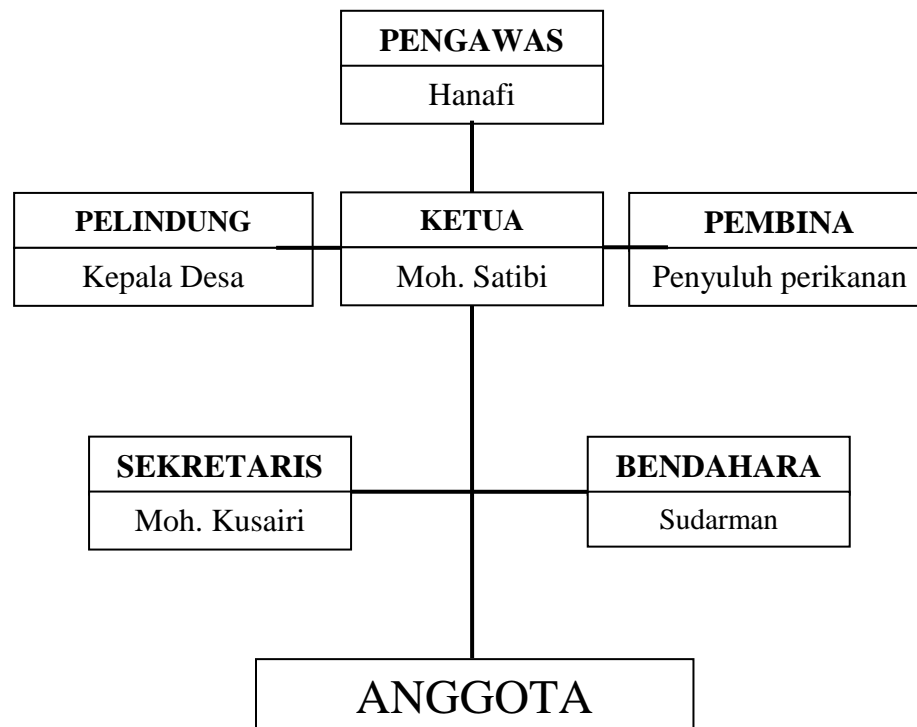 PENGAWAS
Hanafi
PELINDUNG
Kepala Desa
KETUA
Moh. Satibi
PEMBINA
Penyuluh perikanan
SEKRETARIS
Moh. Kusairi
BENDAHARA
Sudarman
ANGGOTA